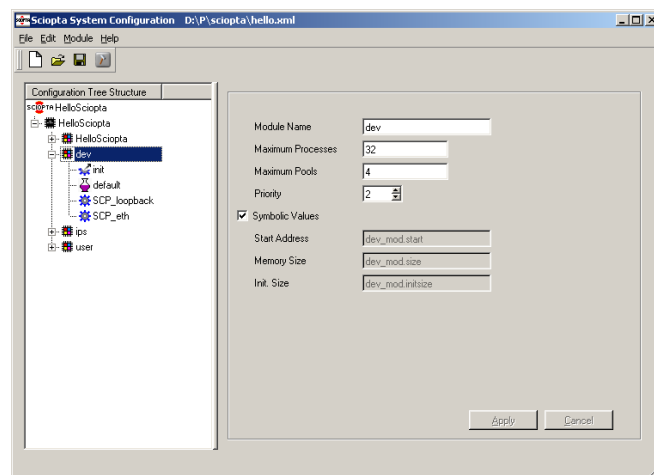 Sciopta System Configuration D:\P\sciopta\hello.xml
File Edit Module Help
Configuration Tree Structure
SCIOPTA HelloSciopta
HelloSciopta
HelloSciopta
dev
init
default
SCP_loopback
SCP_eth
ips
user
Module Name dev
Maximum Processes 32
Maximum Pools 4
Priority 2
Symbolic Values
Start Address dev_mod.start
Memory Size dev_mod.size
Init. Size dev_mod.initsize
Apply Cancel